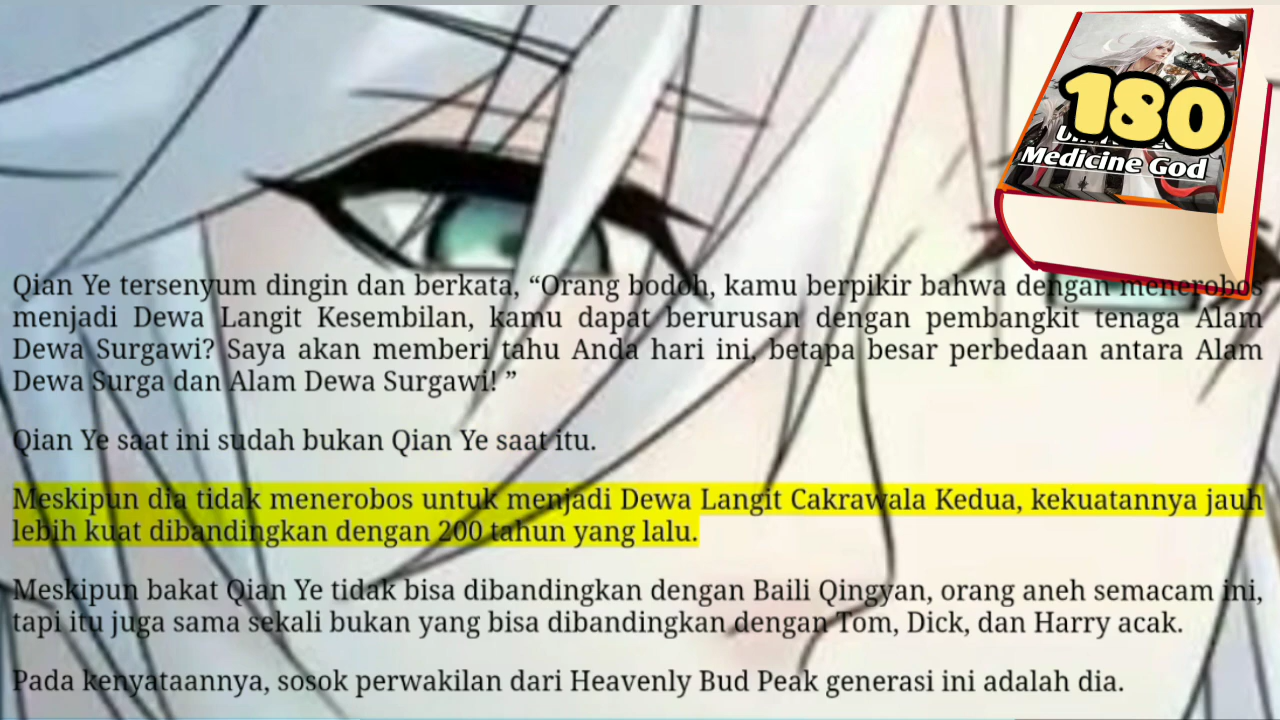 180
Medicine God
Qian Ye tersenyum dingin dan berkata, “Orang bodoh, kamu berpikir bahwa dengan menerobos
menjadi Dewa Langit Kesembilan, kamu dapat berurusan dengan pembangkit tenaga Alam
Dewa Surgawi? Saya akan memberi tahu Anda hari ini, betapa besar perbedaan antara Alam
Dewa Surga dan Alam Dewa Surgawi! ”
Qian Ye saat ini sudah bukan Qian Ye saat itu.
Meskipun dia tidak menerobos untuk menjadi Dewa Langit Cakrawala Kedua, kekuatannya jauh
lebih kuat dibandingkan dengan 200 tahun yang lalu.
Meskipun bakat Qian Ye tidak bisa dibandingkan dengan Baili Qingyan, orang aneh semacam ini,
tapi itu juga sama sekali bukan yang bisa dibandingkan dengan Tom, Dick, dan Harry acak.
Pada kenyataannya, sosok perwakilan dari Heavenly Bud Peak generasi ini adalah dia.